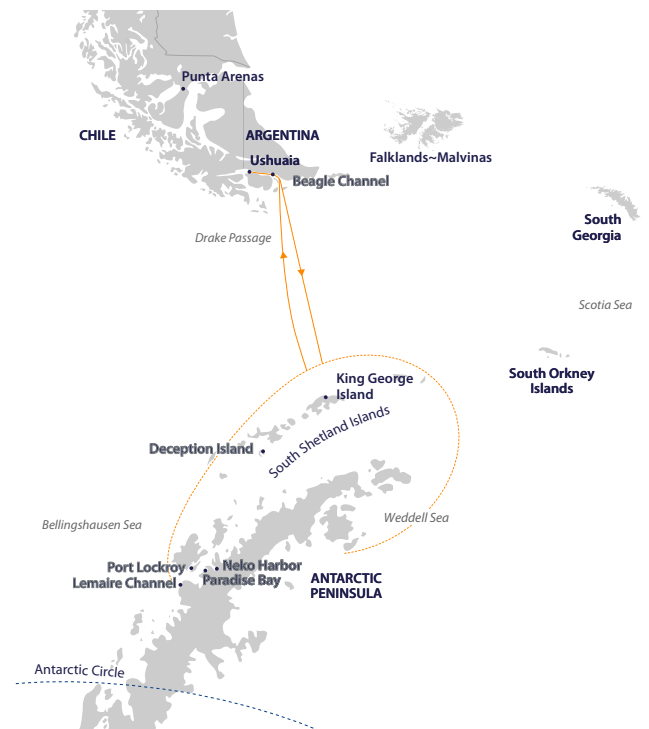 Punta Arenas
CHILE
ARGENTINA
Falklands~Malvinas
Ushuaia
Beagle Channel
South
Georgia
Drake Passage
Scotia Sea
King George
Island
South Orkney
Islands
South Shetland Islands
Deception Island
Weddell Sea
Bellingshausen Sea
Port Lockroy
Neko Harbor
Lemaire Channel
Paradise Bay
ANTARCTIC
PENINSULA
Antarctic Circle